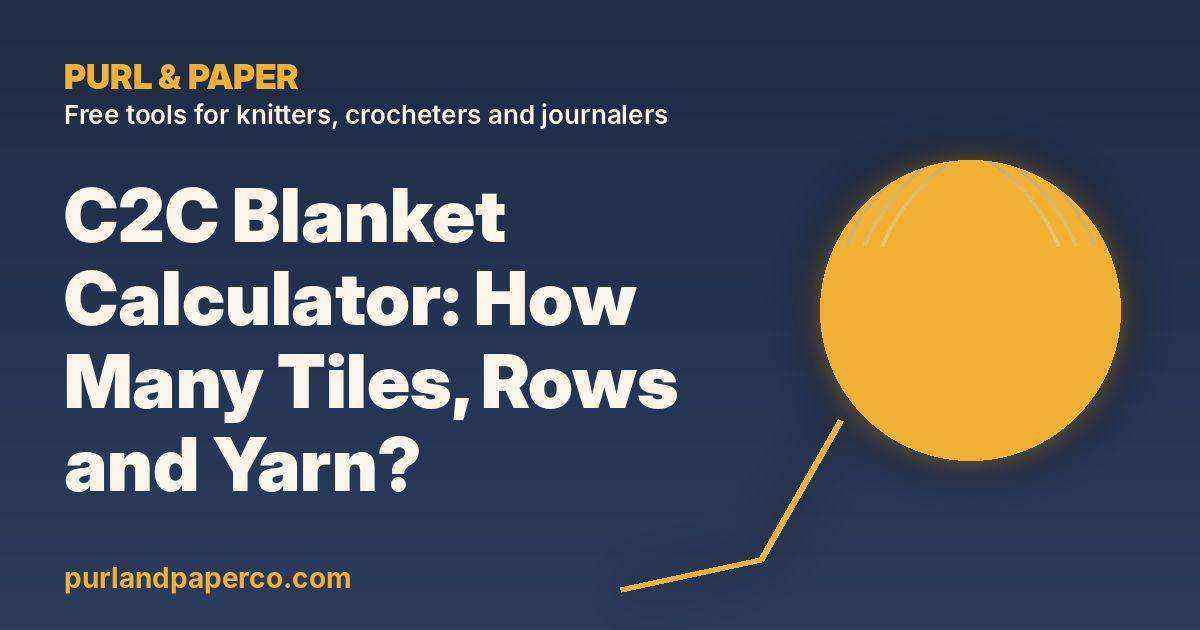 PURL & PAPER
Free tools for knitters, crocheters and journalers
C2C Blanket
Calculator: How
Many Tiles, Rows
and Yarn?
purlandpaperco.com